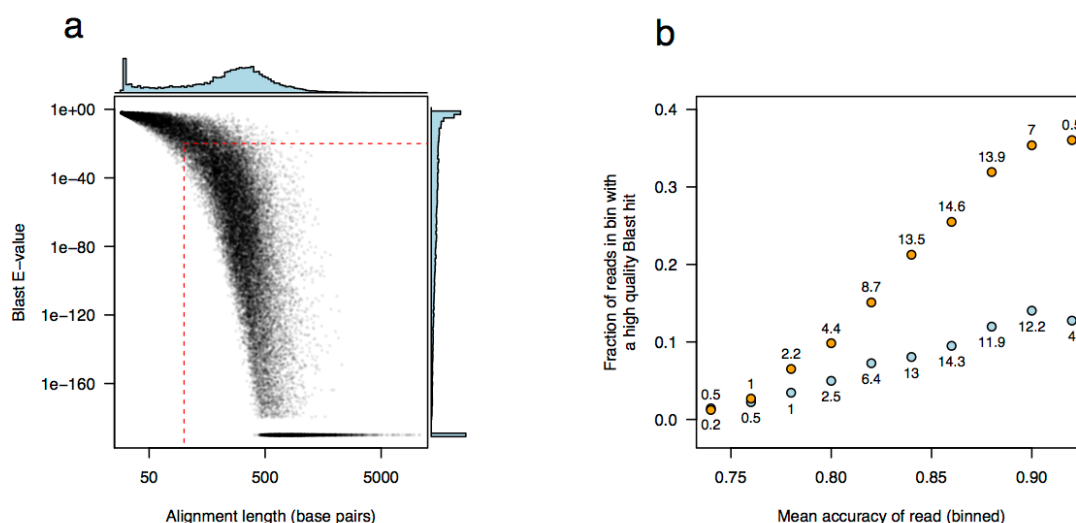 a
b
1e+00
1e−40
1e−80
1e−120
1e−160
Blast E−value
50
500
5000
Alignment length (base pairs)
Fraction of reads in bin with
a high quality Blast hit
0.4
0.3
0.2
0.1
0.0
0.5
1
2.2
4.4
8.7
13.5
14.6
13.9
7
0.5
0.2
0.5
1
2.5
6.4
13
14.3
11.9
12.2
4
0.75
0.80
0.85
0.90
Mean accuracy of read (binned)